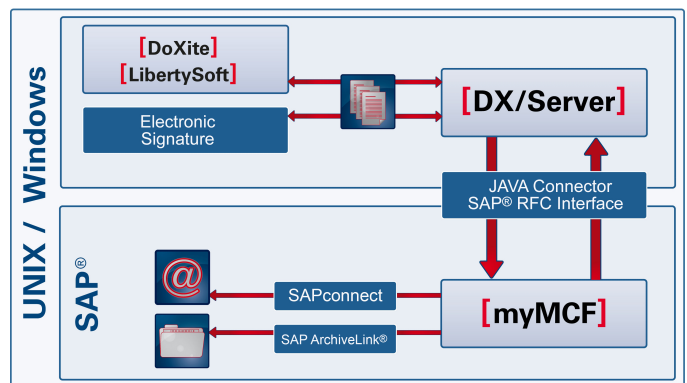 UNIX / Windows
[DoXite]
[LibertySoft]
Electronic
Signature
[DX/Server]
JAVA Connector
SAP® RFC Interface
SAP®
@
SAPconnect
SAP ArchiveLink®
[myMCF]